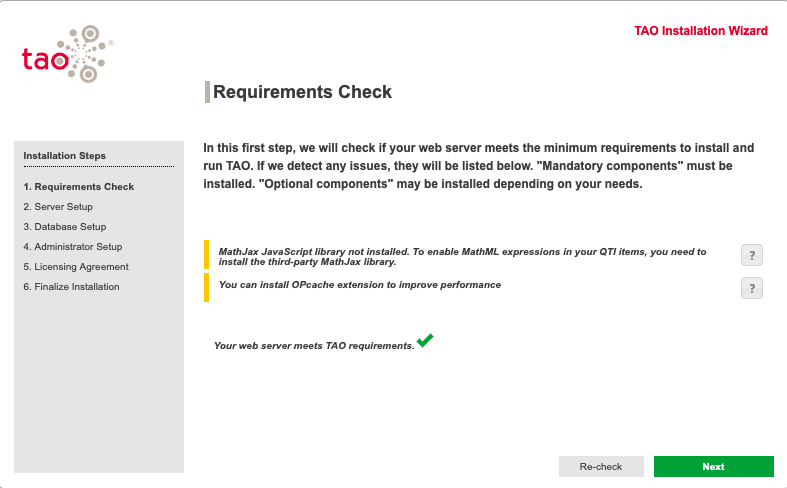 TAO Installation Wizard
tao®
Requirements Check
Installation Steps
1. Requirements Check
2. Server Setup
3. Database Setup
4. Administrator Setup
5. Licensing Agreement
6. Finalize Installation
In this first step, we will check if your web server meets the minimum requirements to install and
run TAO. If we detect any issues, they will be listed below. "Mandatory components" must be
installed. "Optional components" may be installed depending on your needs.
MathJax JavaScript library not installed. To enable MathML expressions in your QTI items, you need to
install the third-party MathJax library.
?
You can install OPcache extension to improve performance
?
Your web server meets TAO requirements.
Re-check
Next